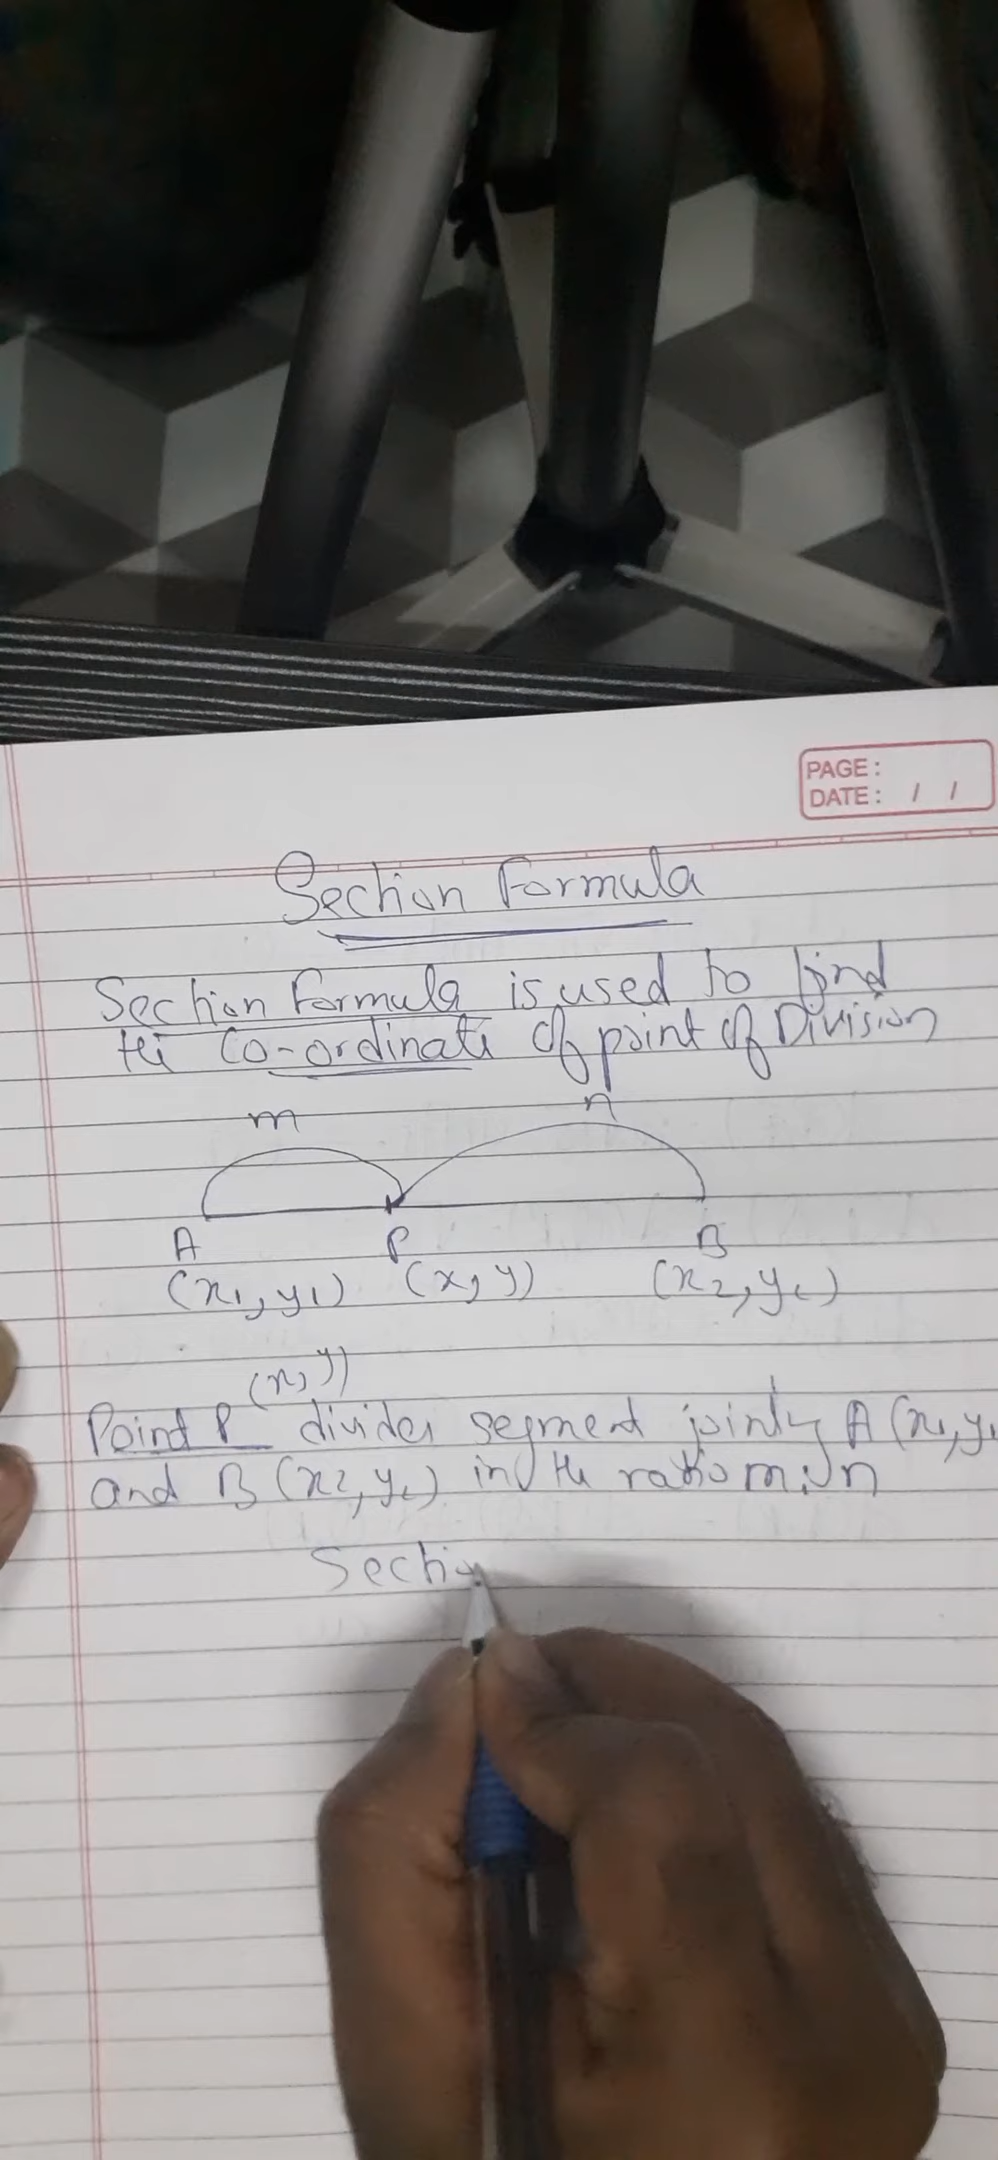 PAGE:
DATE: / /
Section Formula
Section Formula is used to find
the Co-ordinate of point of Division
m n
A P B
(x1, y1) (x, y) (x2, y2)
(x, y)
Point P divides segment joining A (x1, y1
and B (x2, y2) in the ratio m:n
Sectio